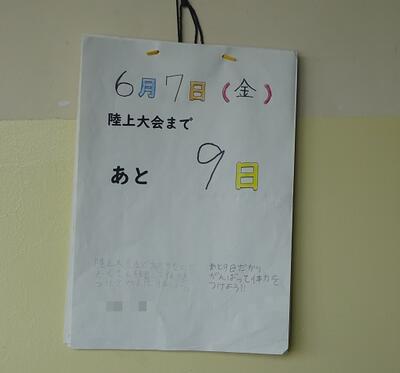 6月7日（金）
陸上大会まで
あと 9日
あと9日だから
がんばって体力を
つけよう!!